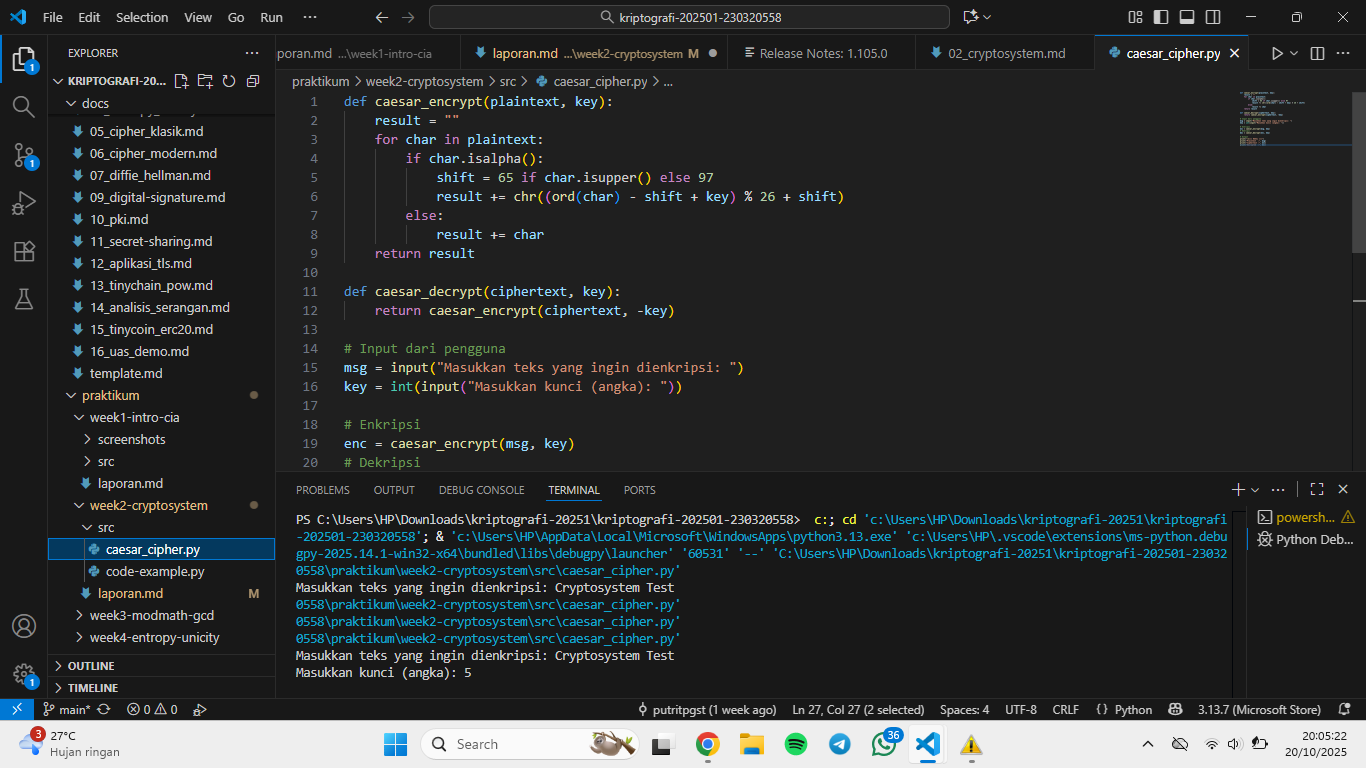 File Edit Selection View Go Run ··· kriptografi-202501-230320558
EXPLORER ···
KRIPTOGRAFI-20...
docs
05_cipher_klasik.md
06_cipher_modern.md
07_diffie_hellman.md
09_digital-signature.md
10_pki.md
11_secret-sharing.md
12_aplikasi_tls.md
13_tinychain_pow.md
14_analisis_serangan.md
15_tinycoin_erc20.md
16_uas_demo.md
template.md
praktikum
week1-intro-cia
screenshots
src
laporan.md
week2-cryptosystem
src
caesar_cipher.py
code-example.py
laporan.md M
week3-modmath-gcd
week4-entropy-unicity
OUTLINE
TIMELINE
1
1
1
poran.md ...\week1-intro-cia laporan.md ...\week2-cryptosystem M Release Notes: 1.105.0 02_cryptosystem.md caesar_cipher.py
praktikum > week2-cryptosystem > src > caesar_cipher.py > ...
1 def caesar_encrypt(plaintext, key):
2 result = ""
3 for char in plaintext:
4 if char.isalpha():
5 shift = 65 if char.isupper() else 97
6 result += chr((ord(char) - shift + key) % 26 + shift)
7 else:
8 result += char
9 return result
10
11 def caesar_decrypt(ciphertext, key):
12 return caesar_encrypt(ciphertext, -key)
13
14 # Input dari pengguna
15 msg = input("Masukkan teks yang ingin dienkripsi: ")
16 key = int(input("Masukkan kunci (angka): "))
17
18 # Enkripsi
19 enc = caesar_encrypt(msg, key)
20 # Dekripsi
PROBLEMS OUTPUT DEBUG CONSOLE TERMINAL PORTS
PS C:\Users\HP\Downloads\kriptografi-20251\kriptografi-202501-230320558> c:; cd 'c:\Users\HP\Downloads\kriptografi-20251\kriptografi
-202501-230320558'; & 'c:\Users\HP\AppData\Local\Microsoft\WindowsApps\python3.13.exe' 'c:\Users\HP\.vscode\extensions\ms-python.debu
gpy-2025.14.1-win32-x64\bundled\libs\debugpy\launcher' '60531' '--' 'C:\Users\HP\Downloads\kriptografi-20251\kriptografi-202501-23032
0558\praktikum\week2-cryptosystem\src\caesar_cipher.py'
Masukkan teks yang ingin dienkripsi: Cryptosystem Test
0558\praktikum\week2-cryptosystem\src\caesar_cipher.py'
0558\praktikum\week2-cryptosystem\src\caesar_cipher.py'
0558\praktikum\week2-cryptosystem\src\caesar_cipher.py'
Masukkan teks yang ingin dienkripsi: Cryptosystem Test
Masukkan kunci (angka): 5
powersh...
Python Deb...
main* 0 0 putritpgst (1 week ago) Ln 27, Col 27 (2 selected) Spaces: 4 UTF-8 CRLF {} Python 3.13.7 (Microsoft Store)
3
27°C
Hujan ringan
Search
36
20:05:22
20/10/2025